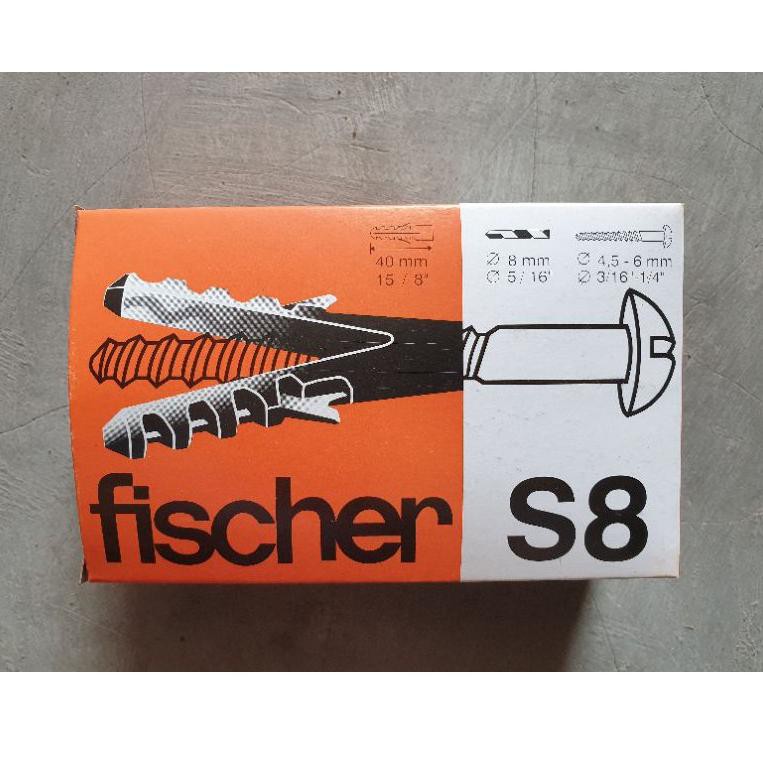 40 mm
15 / 8"
Ø 8 mm
Ø 5 / 16"
Ø 4,5 - 6 mm
Ø 3/16"-1/4"
fischer
S8